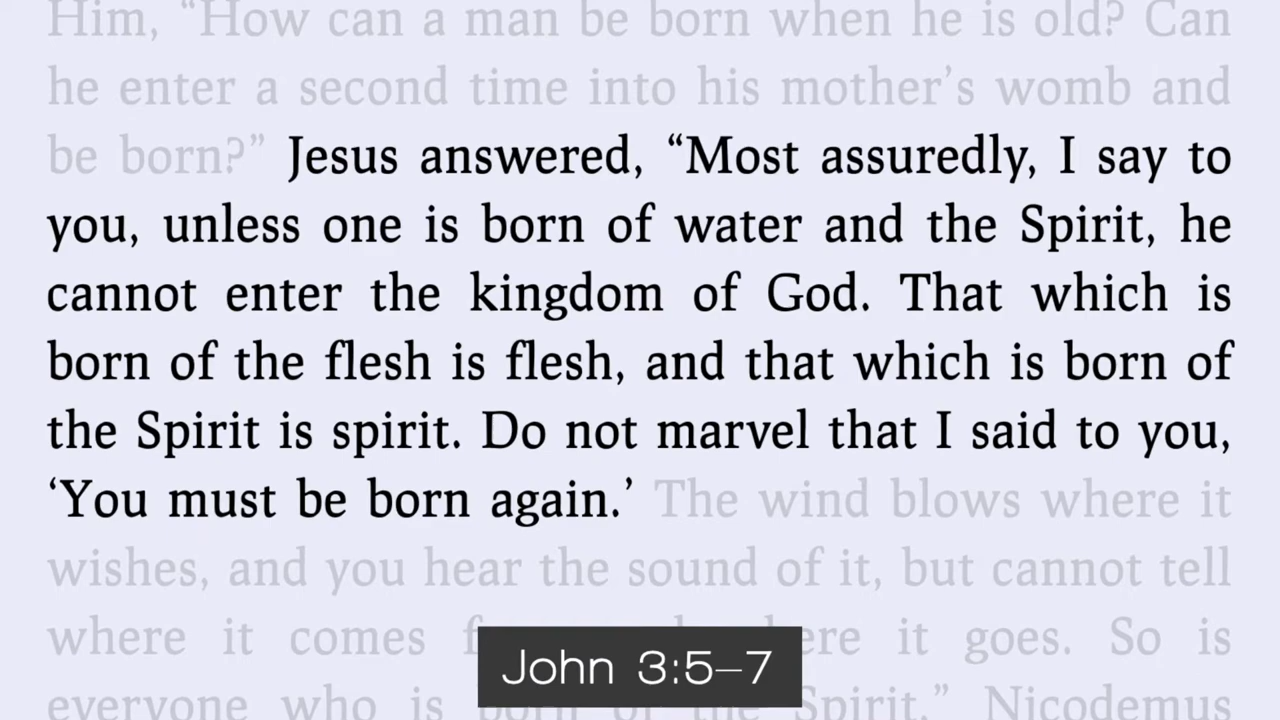 Him, “How can a man be born when he is old? Can
he enter a second time into his mother’s womb and
be born?” Jesus answered, “Most assuredly, I say to
you, unless one is born of water and the Spirit, he
cannot enter the kingdom of God. That which is
born of the flesh is flesh, and that which is born of
the Spirit is spirit. Do not marvel that I said to you,
‘You must be born again.’ The wind blows where it
wishes, and you hear the sound of it, but cannot tell
where it comes it goes. So is
everyone who is born of the Spirit.” Nicodemus
John 3:5–7